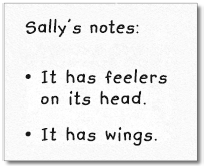 Sally's notes:
• It has feelers
on its head.
• It has wings.